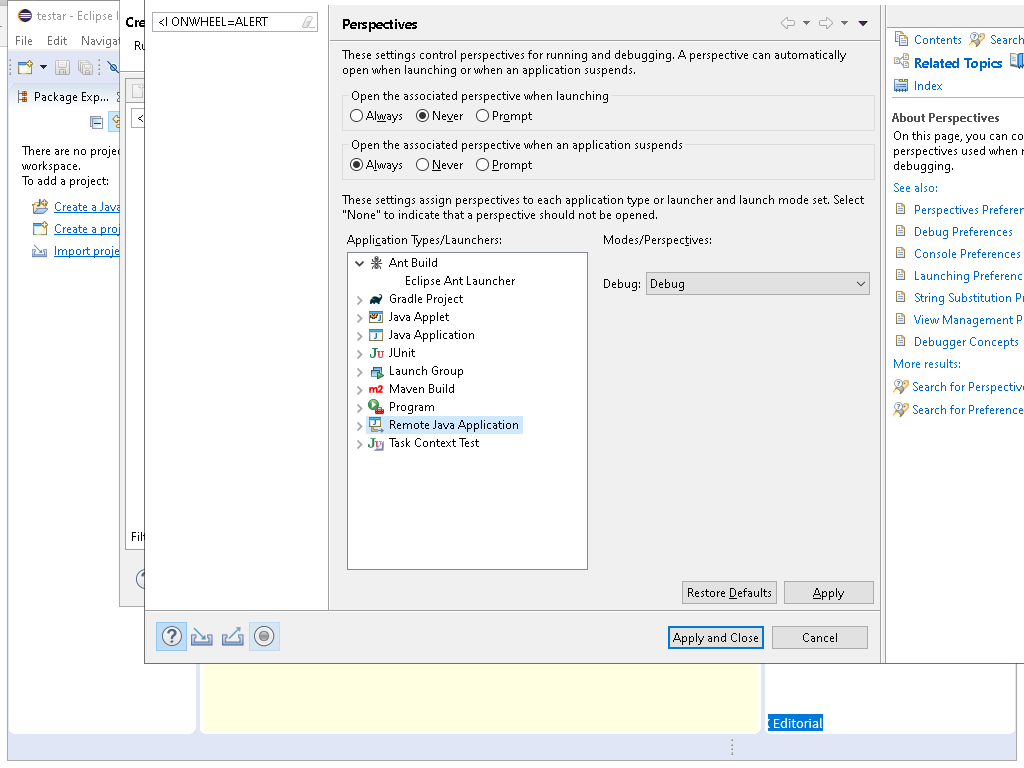 testar - Eclipse I
File Edit Navigat
Package Exp...
There are no projec
workspace.
To add a project:
Create a Java
Create a proj
Import proje
Cre
Ru
<
Filt
<I ONWHEEL=ALERT
Perspectives
These settings control perspectives for running and debugging. A perspective can automatically
open when launching or when an application suspends.
Open the associated perspective when launching
Always Never Prompt
Open the associated perspective when an application suspends
Always Never Prompt
These settings assign perspectives to each application type or launcher and launch mode set. Select
"None" to indicate that a perspective should not be opened.
Application Types/Launchers:
Ant Build
Eclipse Ant Launcher
Gradle Project
Java Applet
Java Application
JUnit
Launch Group
Maven Build
Program
Remote Java Application
Task Context Test
Modes/Perspectives:
Debug: Debug
Restore Defaults Apply
Apply and Close Cancel
Contents Search
Related Topics
Index
About Perspectives
On this page, you can co
perspectives used when r
debugging.
See also:
Perspectives Preferen
Debug Preferences
Console Preferences
Launching Preferenc
String Substitution Pr
View Management P
Debugger Concepts
More results:
Search for Perspective
Search for Preference
Editorial